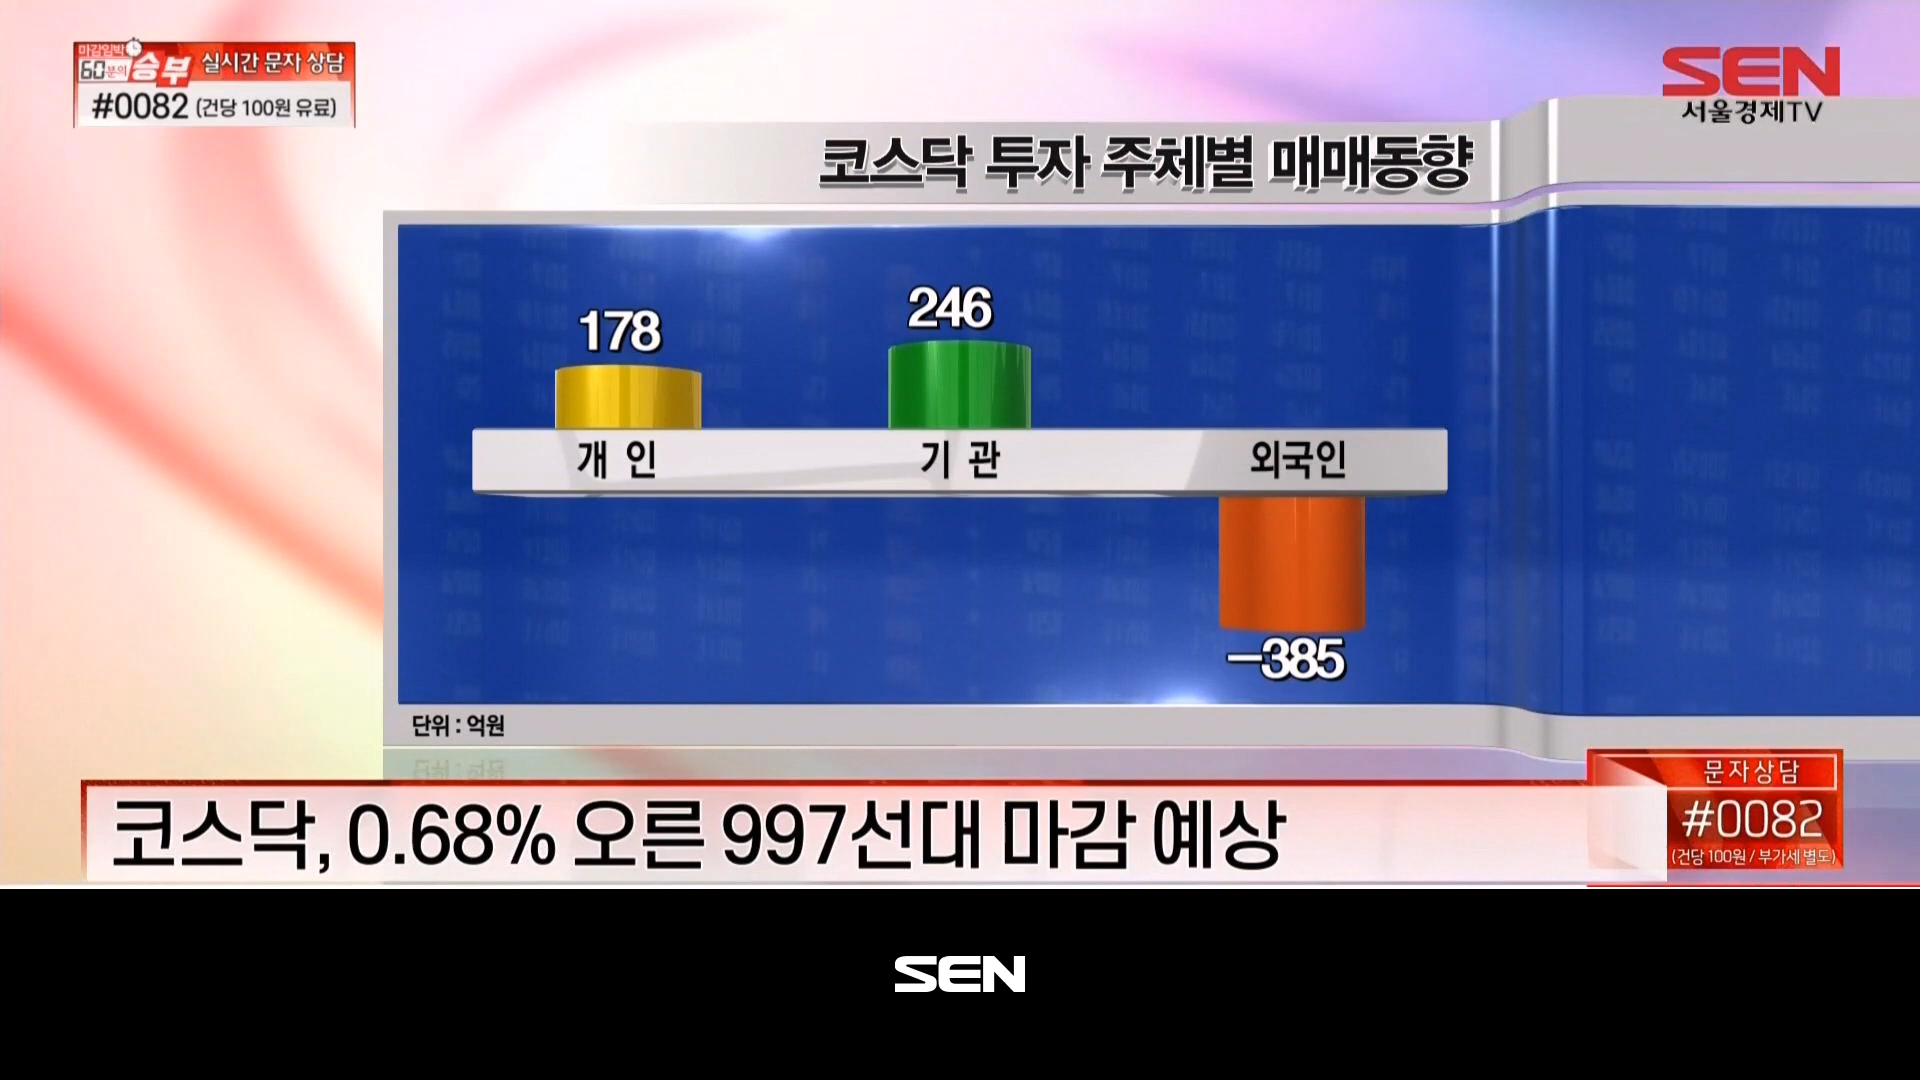 마감임박
60분의 승부 실시간 문자 상담
#0082 (건당 100원 유료)
SEN
서울경제TV
코스닥 투자 주체별 매매동향
178
246
개인
기관
외국인
-385
단위 : 억원
문자상담
#0082
(건당 100원 / 부가세 별도)
코스닥, 0.68% 오른 997선대 마감 예상
SEN